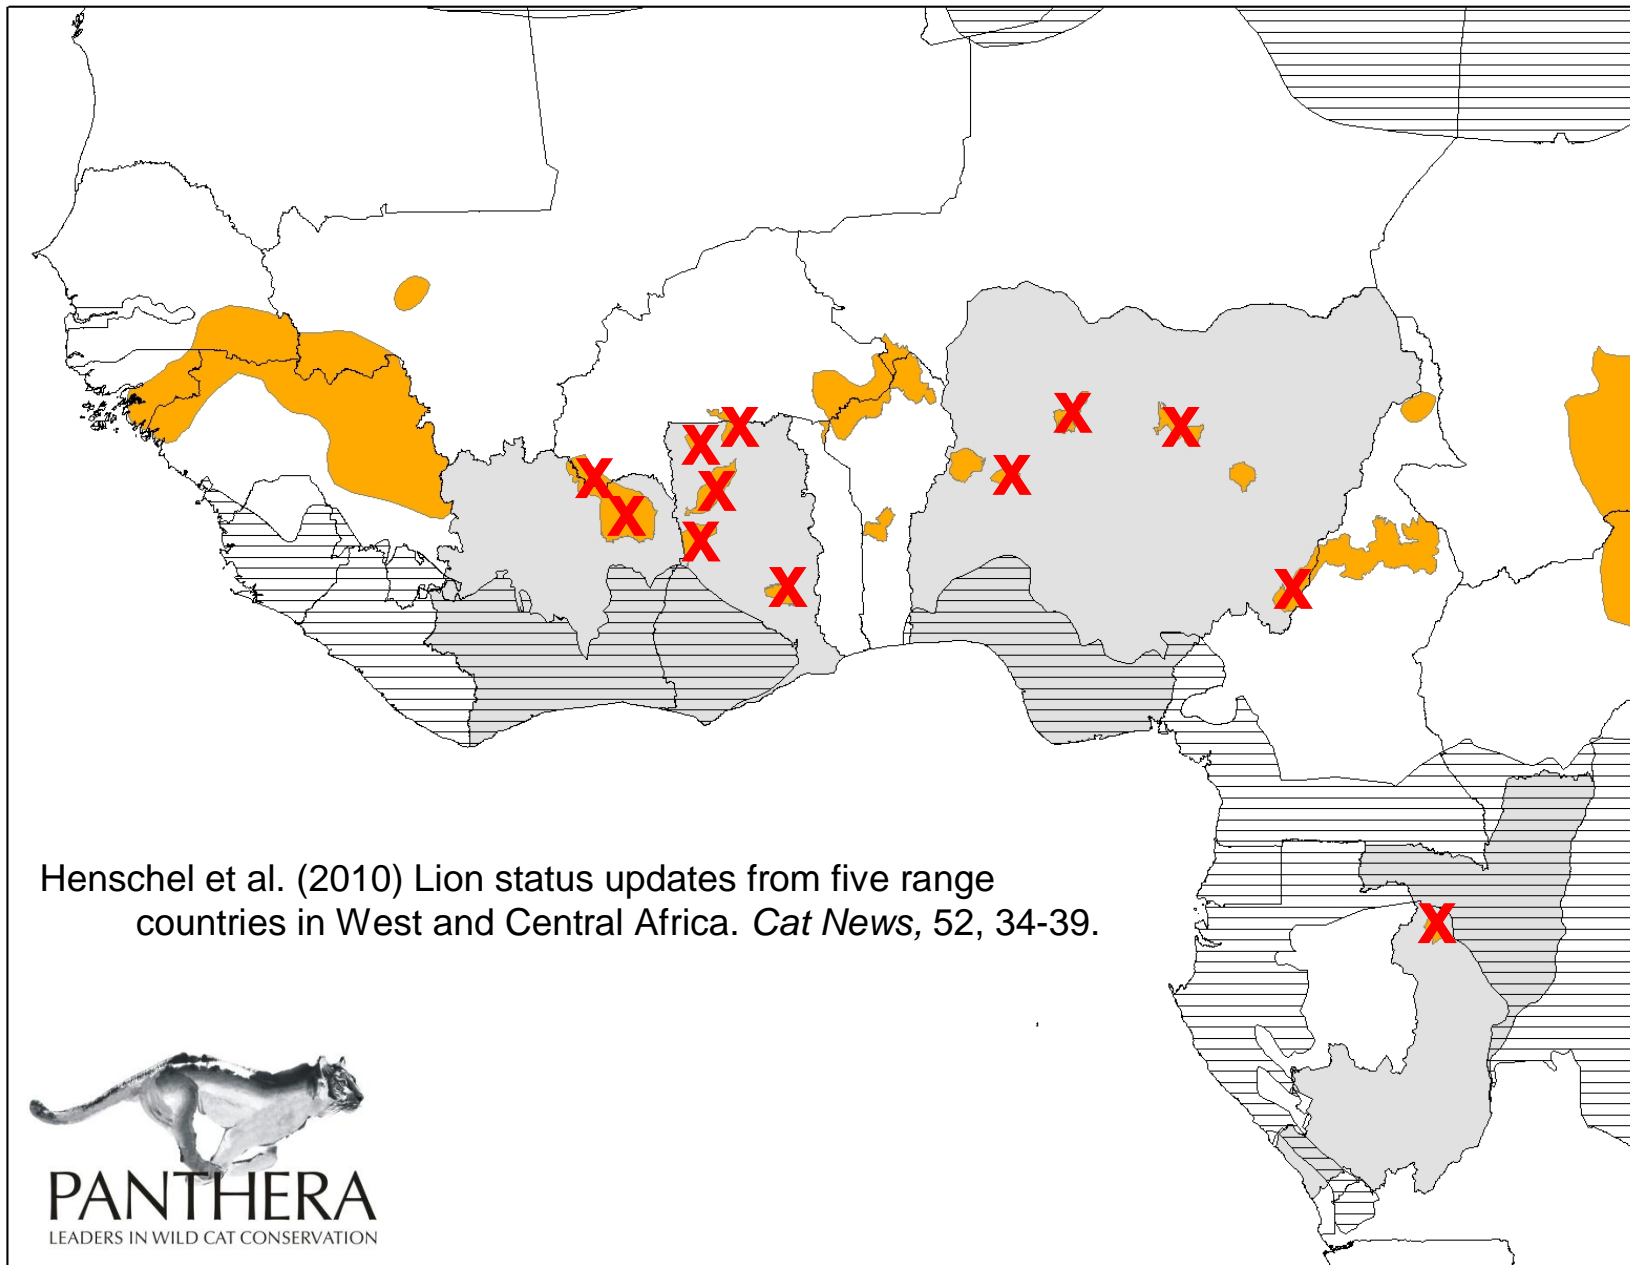 X X
X X
X X
X X
X
X X
X
Henschel et al. (2010) Lion status updates from five range
countries in West and Central Africa. Cat News, 52, 34-39.
PANTHERA
LEADERS IN WILD CAT CONSERVATION